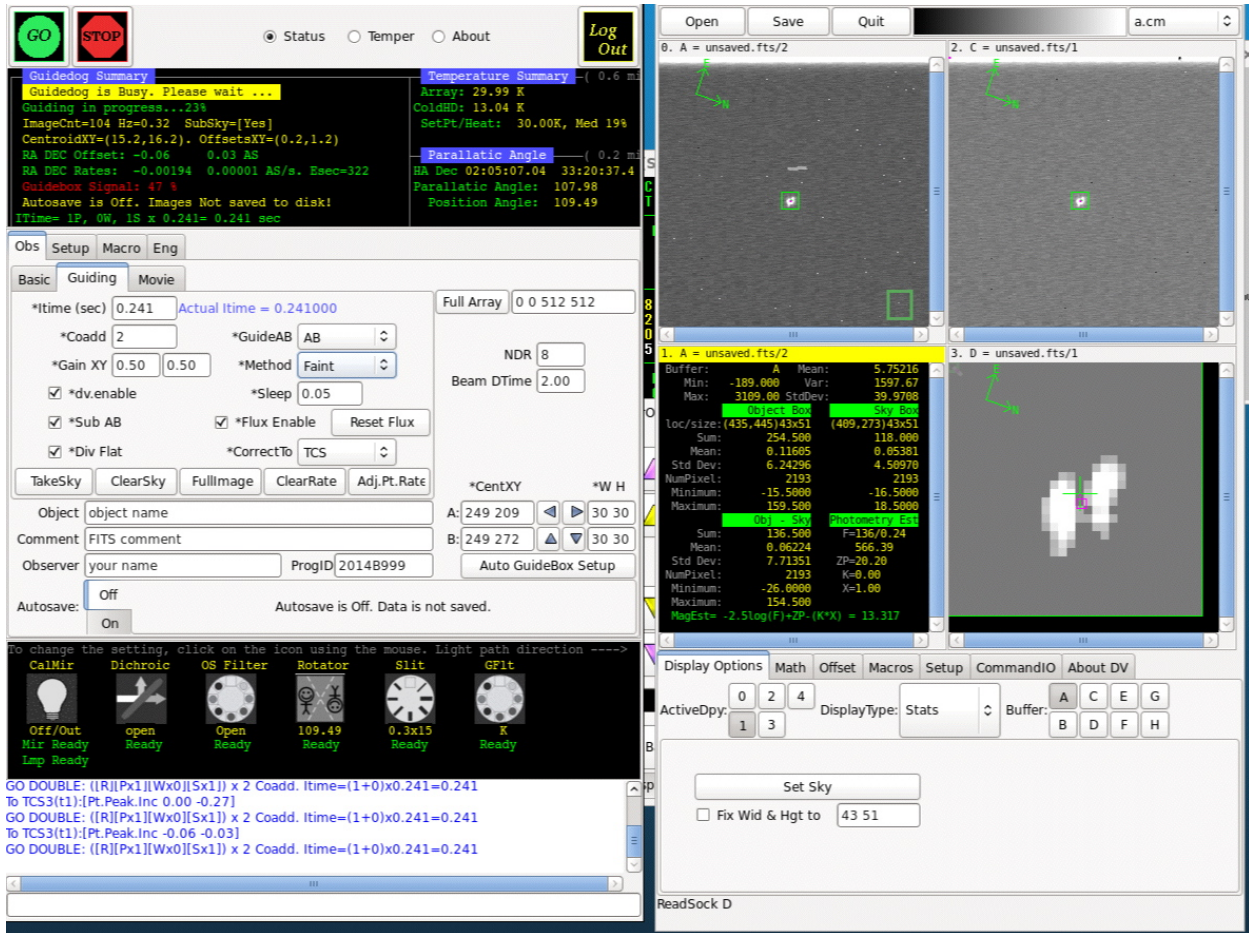 GO
STOP
Status
Temper
About
Log Out
Guidedog Summary
Guidedog is Busy. Please wait ...
Guiding in progress...23%
ImageCnt=104 Hz=0.32 SubSky=[Yes]
CentroidXY=(15.2,16.2). OffsetsXY=(0.2,1.2)
RA DEC Offset: -0.06 0.03 AS
RA DEC Rates: -0.00194 0.00001 AS/s. Esec=322
Guidebox Signal: 47 %
Autosave is Off. Images Not saved to disk!
ITime= 1P, 0W, 1S x 0.241= 0.241 sec
Temperature Summary ( 0.6 mi
Array: 29.99 K
ColdHD: 13.04 K
SetPt/Heat: 30.00K, Med 19%
Parallatic Angle ( 0.2 mi
HA Dec 02:05:07.04 33:20:37.4
Parallatic Angle: 107.98
Position Angle: 109.49
Obs Setup Macro Eng
Basic Guiding Movie
*Itime (sec) 0.241 Actual Itime = 0.241000
*Coadd 2 *GuideAB AB
*Gain XY 0.50 0.50 *Method Faint
*dv.enable *Sleep 0.05
*Sub AB *Flux Enable Reset Flux
*Div Flat *CorrectTo TCS
TakeSky ClearSky FullImage ClearRate Adj.Pt.Rate
Full Array 0 0 512 512
NDR 8
Beam DTime 2.00
*CentXY *W H
A: 249 209 30 30
B: 249 272 30 30
Auto GuideBox Setup
Object object name
Comment FITS comment
Observer your name ProgID 2014B999
Autosave: Off
On
Autosave is Off. Data is not saved.
To change the setting, click on the icon using the mouse. Light path direction ---->
CalMir Dichroic OS Filter Rotator Slit GFlt
Off/Out open Open 109.49 0.3x15 K
Mir Ready Ready Ready Ready Ready Ready
Lmp Ready
GO DOUBLE: ([R][Px1][Wx0][Sx1]) x 2 Coadd. Itime=(1+0)x0.241=0.241
To TCS3(t1):[Pt.Peak.Inc 0.00 -0.27]
GO DOUBLE: ([R][Px1][Wx0][Sx1]) x 2 Coadd. Itime=(1+0)x0.241=0.241
To TCS3(t1):[Pt.Peak.Inc -0.06 -0.03]
GO DOUBLE: ([R][Px1][Wx0][Sx1]) x 2 Coadd. Itime=(1+0)x0.241=0.241
Open Save Quit a.cm
0. A = unsaved.fts/2
E
N
2. C = unsaved.fts/1
E
N
1. A = unsaved.fts/2
Buffer: A Mean: 5.75216
Min: -189.000 Var: 1597.67
Max: 3109.00 StdDev: 39.9708
Object Box Sky Box
loc/size:(435,445)43x51 (409,273)43x51
Sum: 254.500 118.000
Mean: 0.11605 0.05381
Std Dev: 6.24296 4.50970
NumPixel: 2193 2193
Minimum: -15.5000 -16.5000
Maximum: 159.500 18.5000
Obj - Sky Photometry Est
Sum: 136.500 F=136/0.24
Mean: 0.06224 566.39
Std Dev: 7.71351 ZP=20.20
NumPixel: 2193 K=0.00
Minimum: -26.0000 X=1.00
Maximum: 154.500
MagEst= -2.5log(F)+ZP-(K*X) = 13.317
3. D = unsaved.fts/1
E
N
Display Options Math Offset Macros Setup CommandIO About DV
ActiveDpy: 0 2 4
1 3
DisplayType: Stats
Buffer: A C E G
B D F H
Set Sky
Fix Wid & Hgt to 43 51
ReadSock D